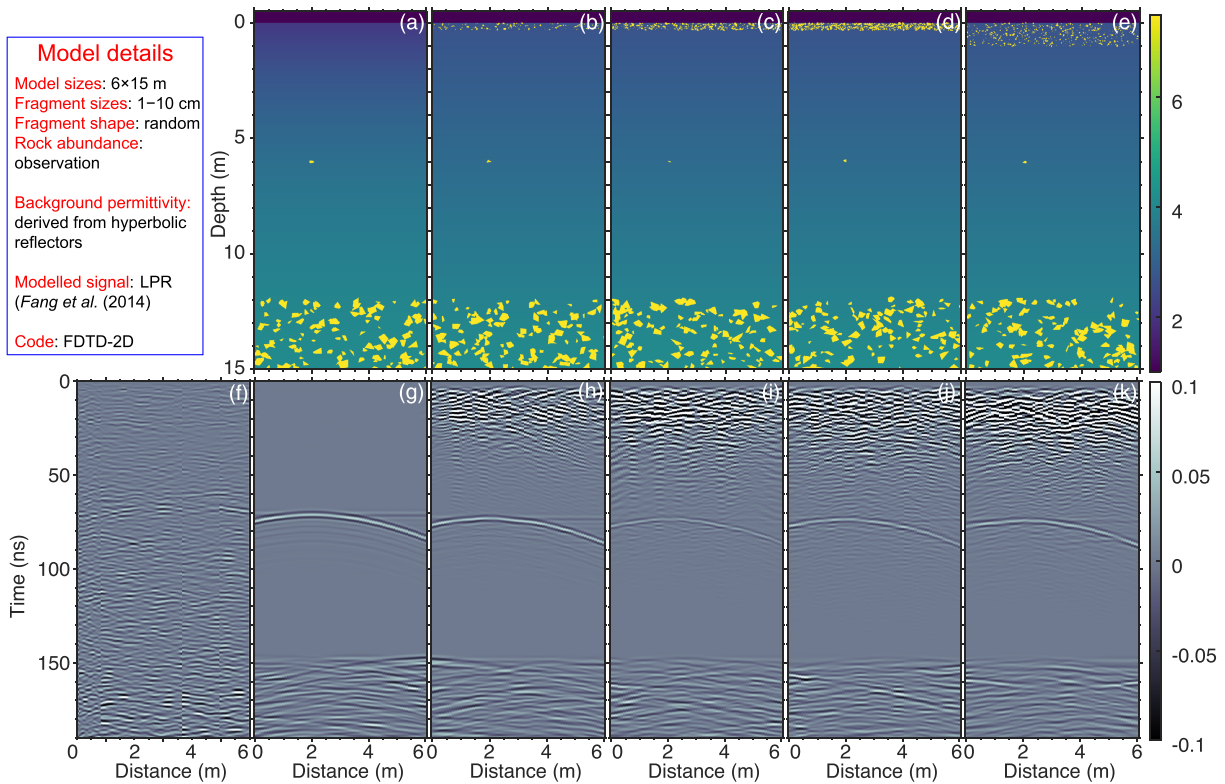 Model details
Model sizes: 6×15 m
Fragment sizes: 1−10 cm
Fragment shape: random
Rock abundance:
observation
Background permittivity:
derived from hyperbolic
reflectors
Modelled signal: LPR
(Fang et al. (2014)
Code: FDTD-2D
(a) (b) (c) (d) (e)
0
5
10
15
Depth (m)
6
4
2
(f) (g) (h) (i) (j) (k)
0
50
100
150
Time (ns)
0.1
0.05
0
-0.05
-0.1
0 2 4 6 0 2 4 6 0 2 4 6 0 2 4 6 0 2 4 6 0 2 4 6
Distance (m) Distance (m) Distance (m) Distance (m) Distance (m) Distance (m)